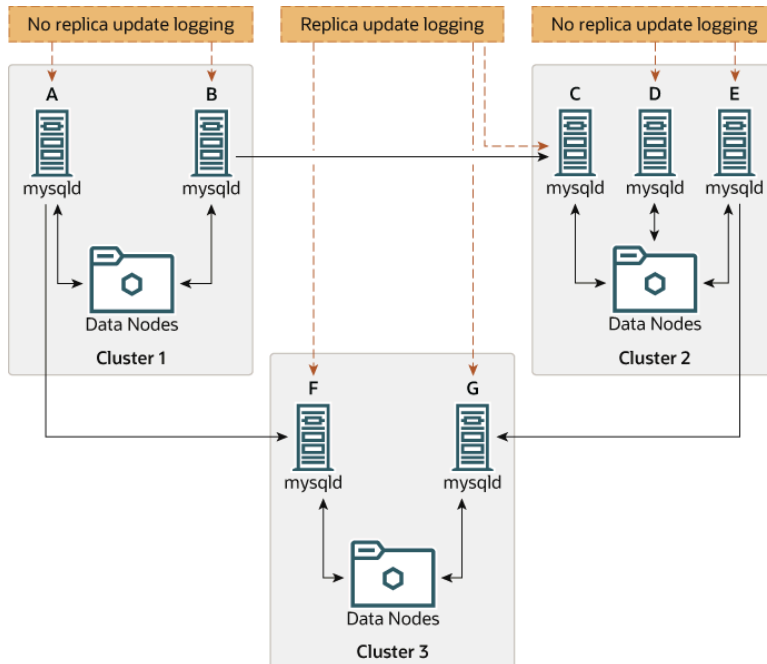 No replica update logging
Replica update logging
No replica update logging
A
B
C
D
E
mysqld
mysqld
mysqld
mysqld
mysqld
Data Nodes
Data Nodes
Cluster 1
Cluster 2
F
G
mysqld
mysqld
Data Nodes
Cluster 3